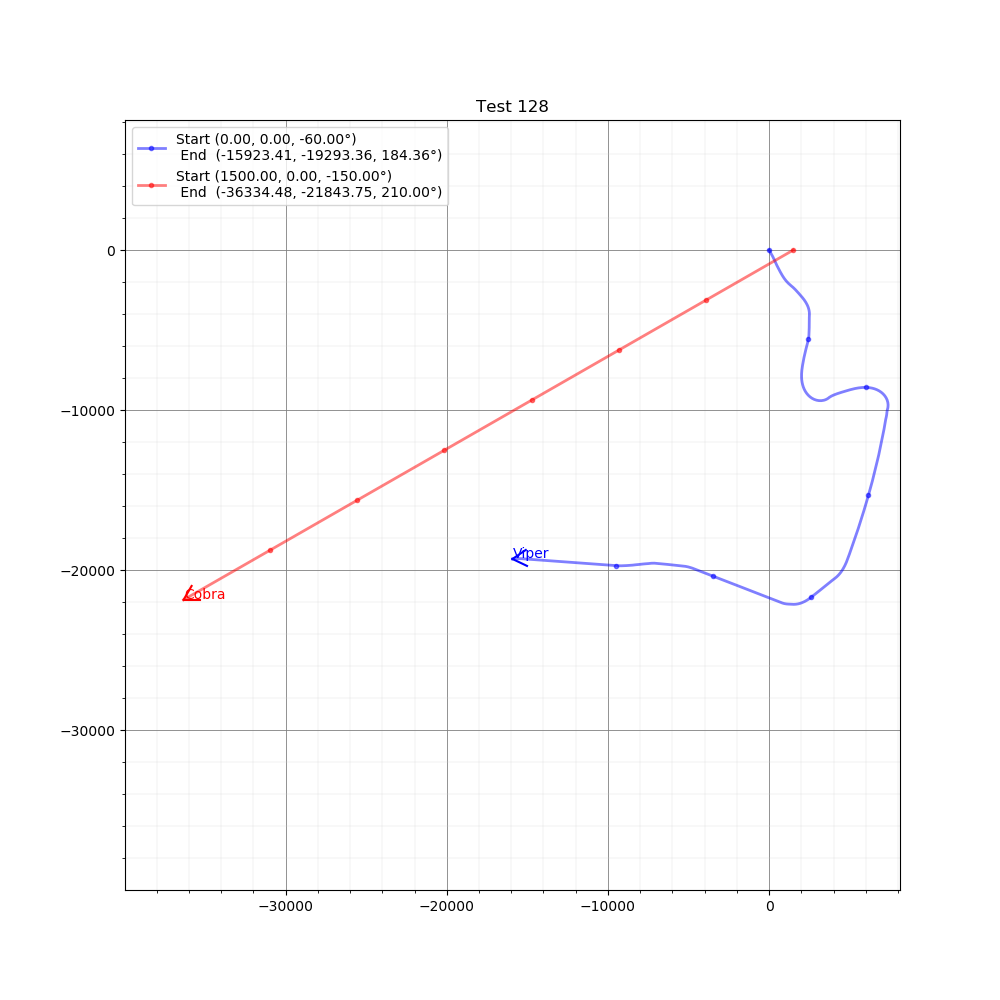 Test 128
Start (0.00, 0.00, -60.00°)
End (-15923.41, -19293.36, 184.36°)
Start (1500.00, 0.00, -150.00°)
End (-36334.48, -21843.75, 210.00°)
0
−10000
−20000
−30000
Viper
Cobra
−30000
−20000
−10000
0